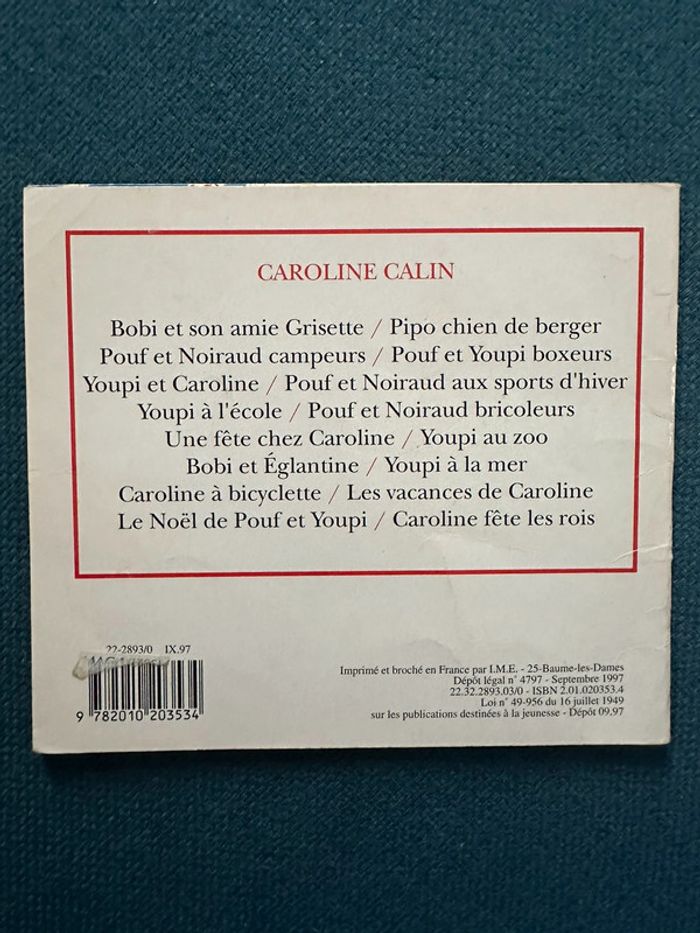 CAROLINE CALIN
Bobi et son amie Grisette / Pipo chien de berger
Pouf et Noiraud campeurs / Pouf et Youpi boxeurs
Youpi et Caroline / Pouf et Noiraud aux sports d'hiver
Youpi à l'école / Pouf et Noiraud bricoleurs
Une fête chez Caroline / Youpi au zoo
Bobi et Églantine / Youpi à la mer
Caroline à bicyclette / Les vacances de Caroline
Le Noël de Pouf et Youpi / Caroline fête les rois
22-2893/0 IX.97
9 782010 203534
Imprimé et broché en France par I.M.E. - 25-Baume-les-Dames
Dépôt légal n° 4797 - Septembre 1997
22.32.2893.03/0 - ISBN 2.01.020353.4
Loi n° 49-956 du 16 juillet 1949
sur les publications destinées à la jeunesse - Dépôt 09.97